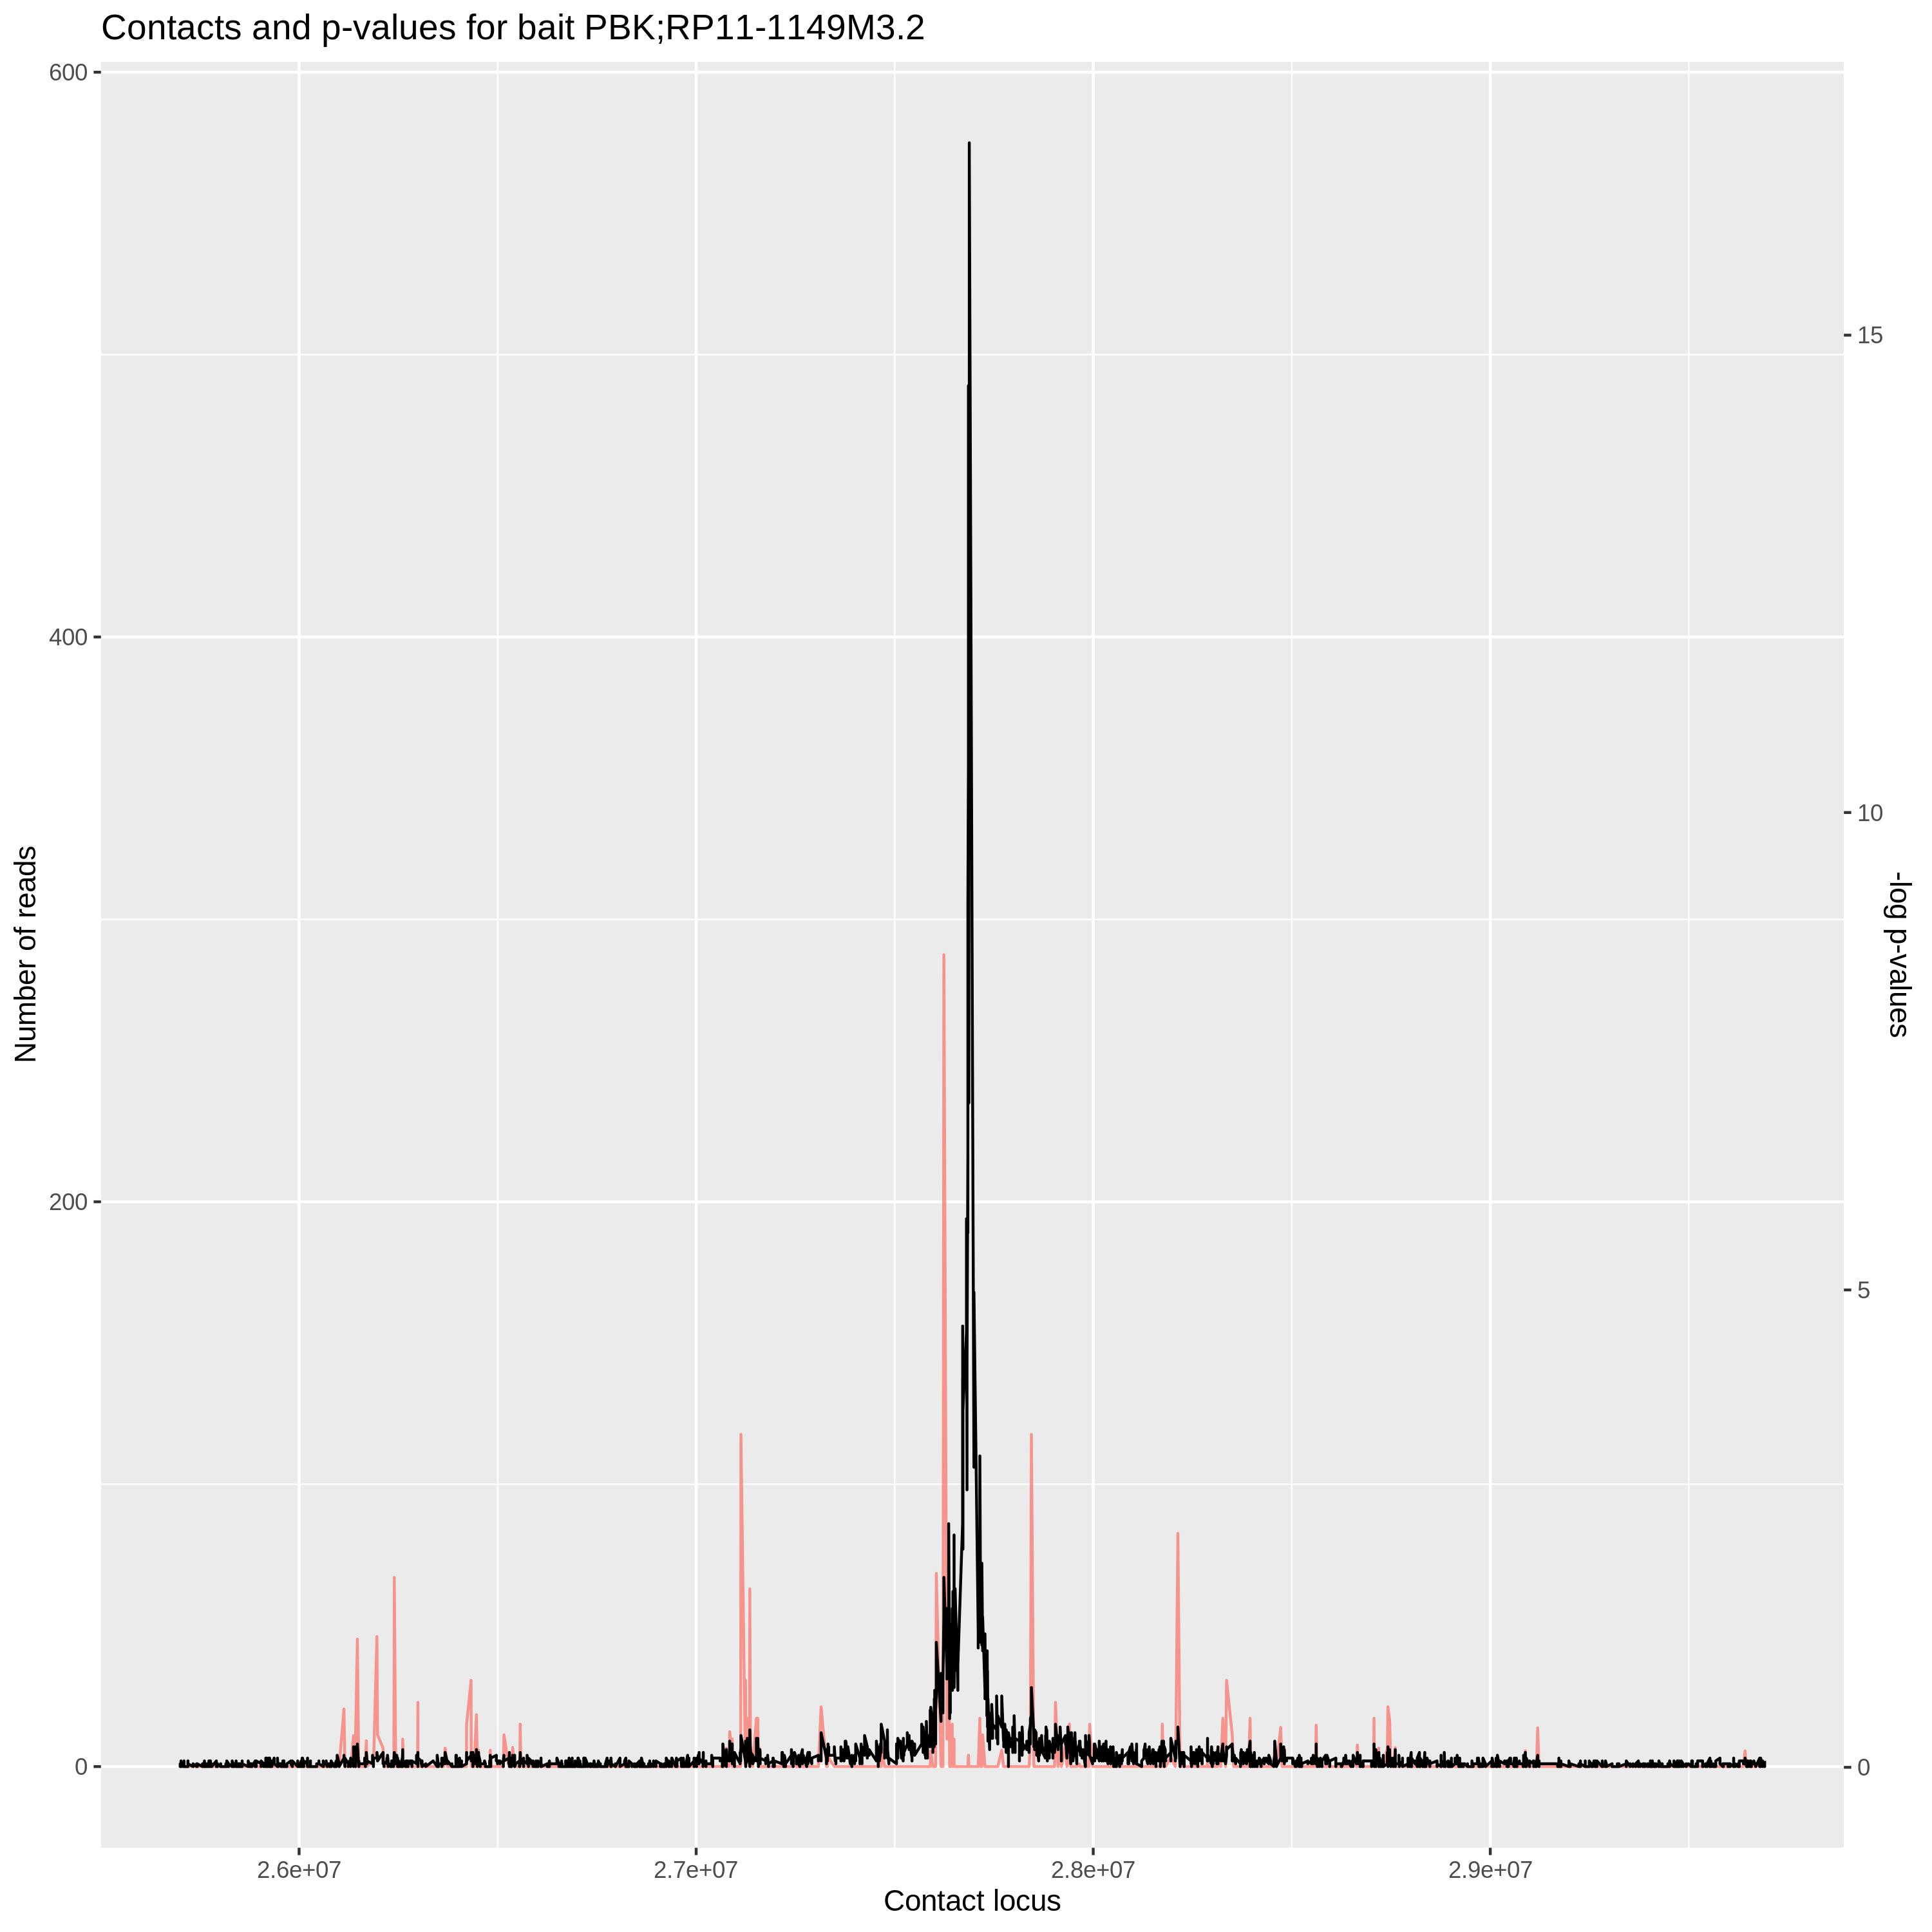 Contacts and p-values for bait PBK;RP11-1149M3.2
600
400
200
0
Number of reads
15
10
5
0
-log p-values
2.6e+07
2.7e+07
2.8e+07
2.9e+07
Contact locus